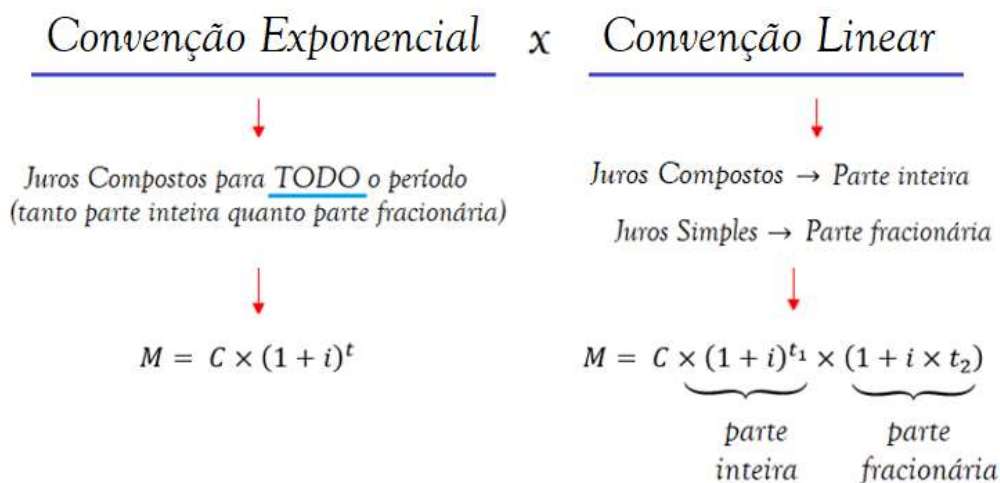 Convenção Exponencial x Convenção Linear
Juros Compostos para TODO o período
(tanto parte inteira quanto parte fracionária)
M = C × (1 + i)^t
Juros Compostos → Parte inteira
Juros Simples → Parte fracionária
M = C × (1 + i)^{t₁} × (1 + i × t₂)
parte
inteira
parte
fracionária